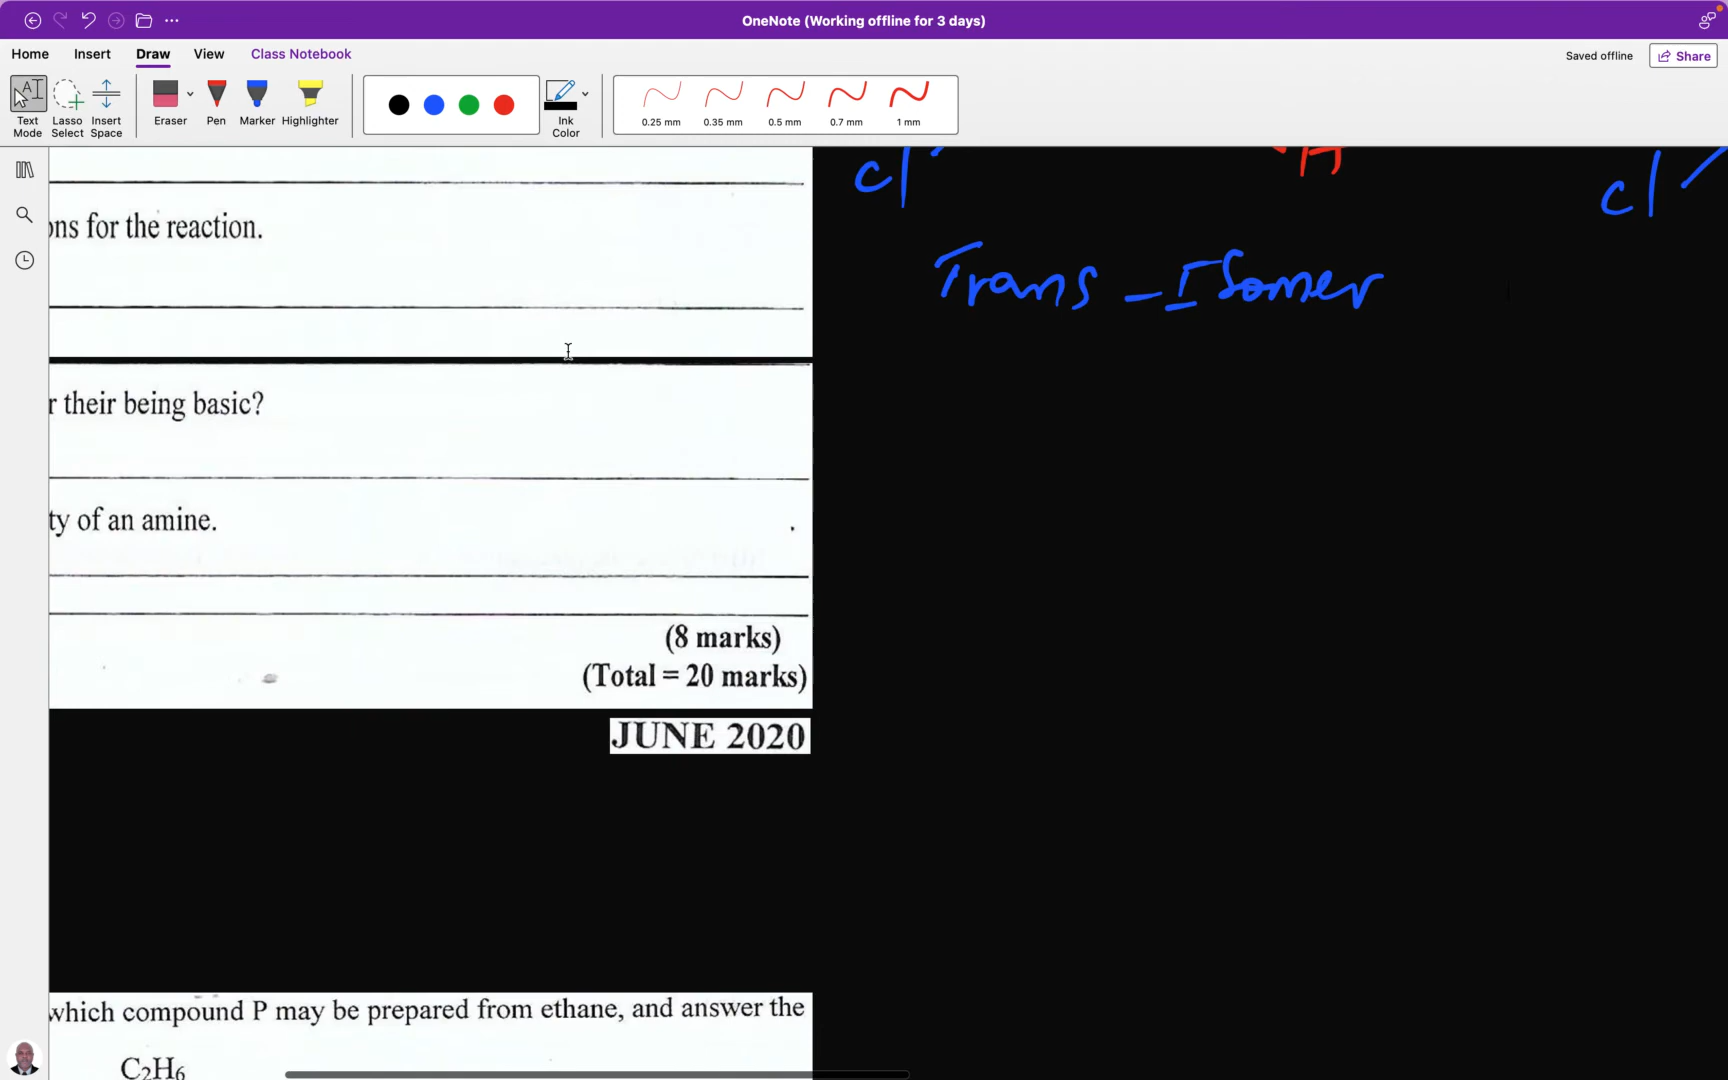 OneNote (Working offline for 3 days)
Home Insert Draw View Class Notebook
Saved offline Share
Text Mode
Lasso Select
Insert Space
Eraser
Pen
Marker
Highlighter
Ink Color
0.25 mm
0.35 mm
0.5 mm
0.7 mm
1 mm
cl
H
cl
ons for the reaction.
Trans - Isomer
r their being basic?
ty of an amine.
(8 marks)
(Total = 20 marks)
JUNE 2020
which compound P may be prepared from ethane, and answer the
C₂H₆